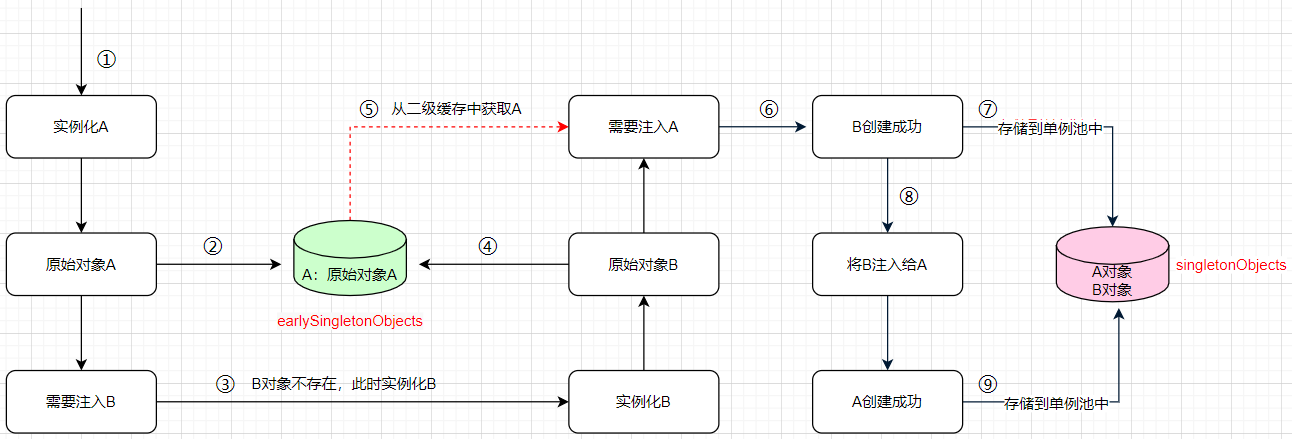 ①
实例化A
⑤ 从二级缓存中获取A
需要注入A
⑥
B创建成功
⑦
存储到单例池中
⑧
原始对象A
②
A：原始对象A
earlySingletonObjects
④
原始对象B
将B注入给A
A对象
B对象
singletonObjects
需要注入B
③ B对象不存在，此时实例化B
实例化B
A创建成功
⑨
存储到单例池中